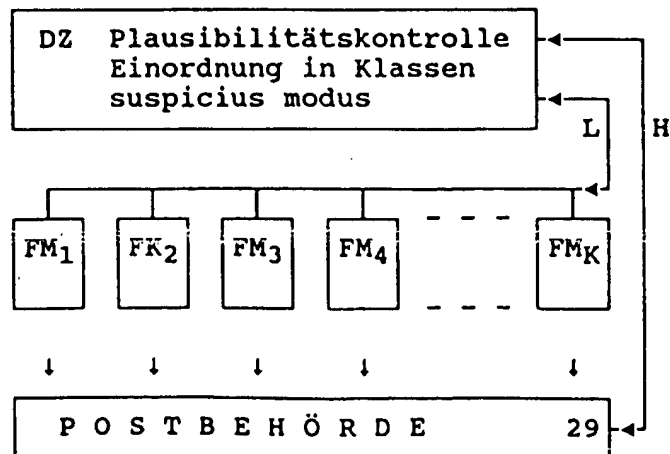 DZ Plausibilitätskontrolle
Einordnung in Klassen
suspicius modus
L H
FM1 FK2 FM3 FM4 FMK
POSTBEHÖRDE 29